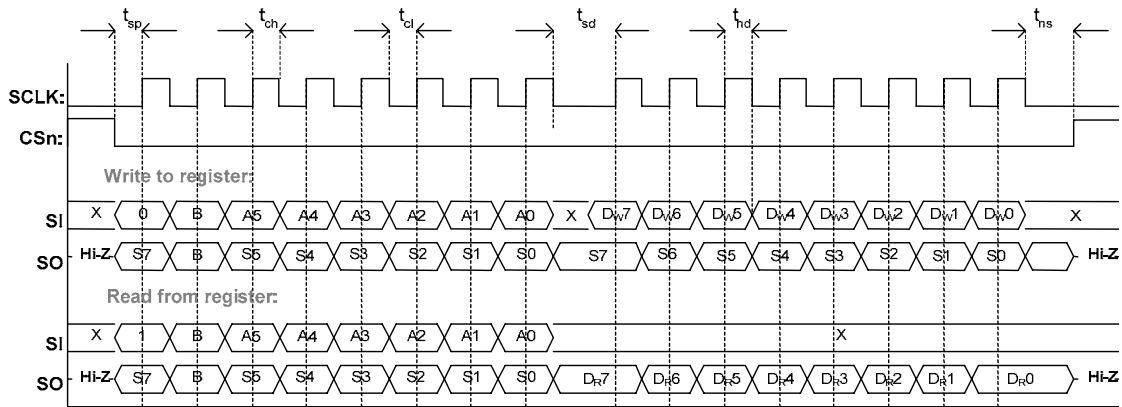 tsp tch tcl tsd thd tns
SCLK:
CSn:
Write to register:
SI X 0 B A5 A4 A3 A2 A1 A0 X DW7 DW6 DW5 DW4 DW3 DW2 DW1 DW0 X
SO Hi-Z S7 B S5 S4 S3 S2 S1 S0 S7 S6 S5 S4 S3 S2 S1 S0 Hi-Z
Read from register:
SI X 1 B A5 A4 A3 A2 A1 A0 X
SO Hi-Z S7 B S5 S4 S3 S2 S1 S0 DR7 DR6 DR5 DR4 DR3 DR2 DR1 DR0 Hi-Z